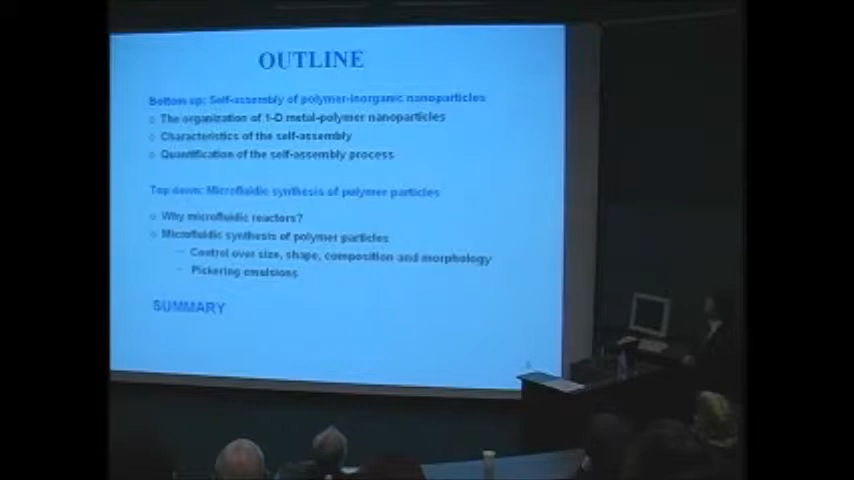 OUTLINE
Bottom up: Self-assembly of polymer-inorganic nanoparticles
The organization of 1-D metal-polymer nanoparticles
Characteristics of the self-assembly
Quantification of the self-assembly process
Top down: Microfluidic synthesis of polymer particles
Why microfluidic reactors?
Microfluidic synthesis of polymer particles
– Control over size, shape, composition and morphology
– Pickering emulsions
SUMMARY